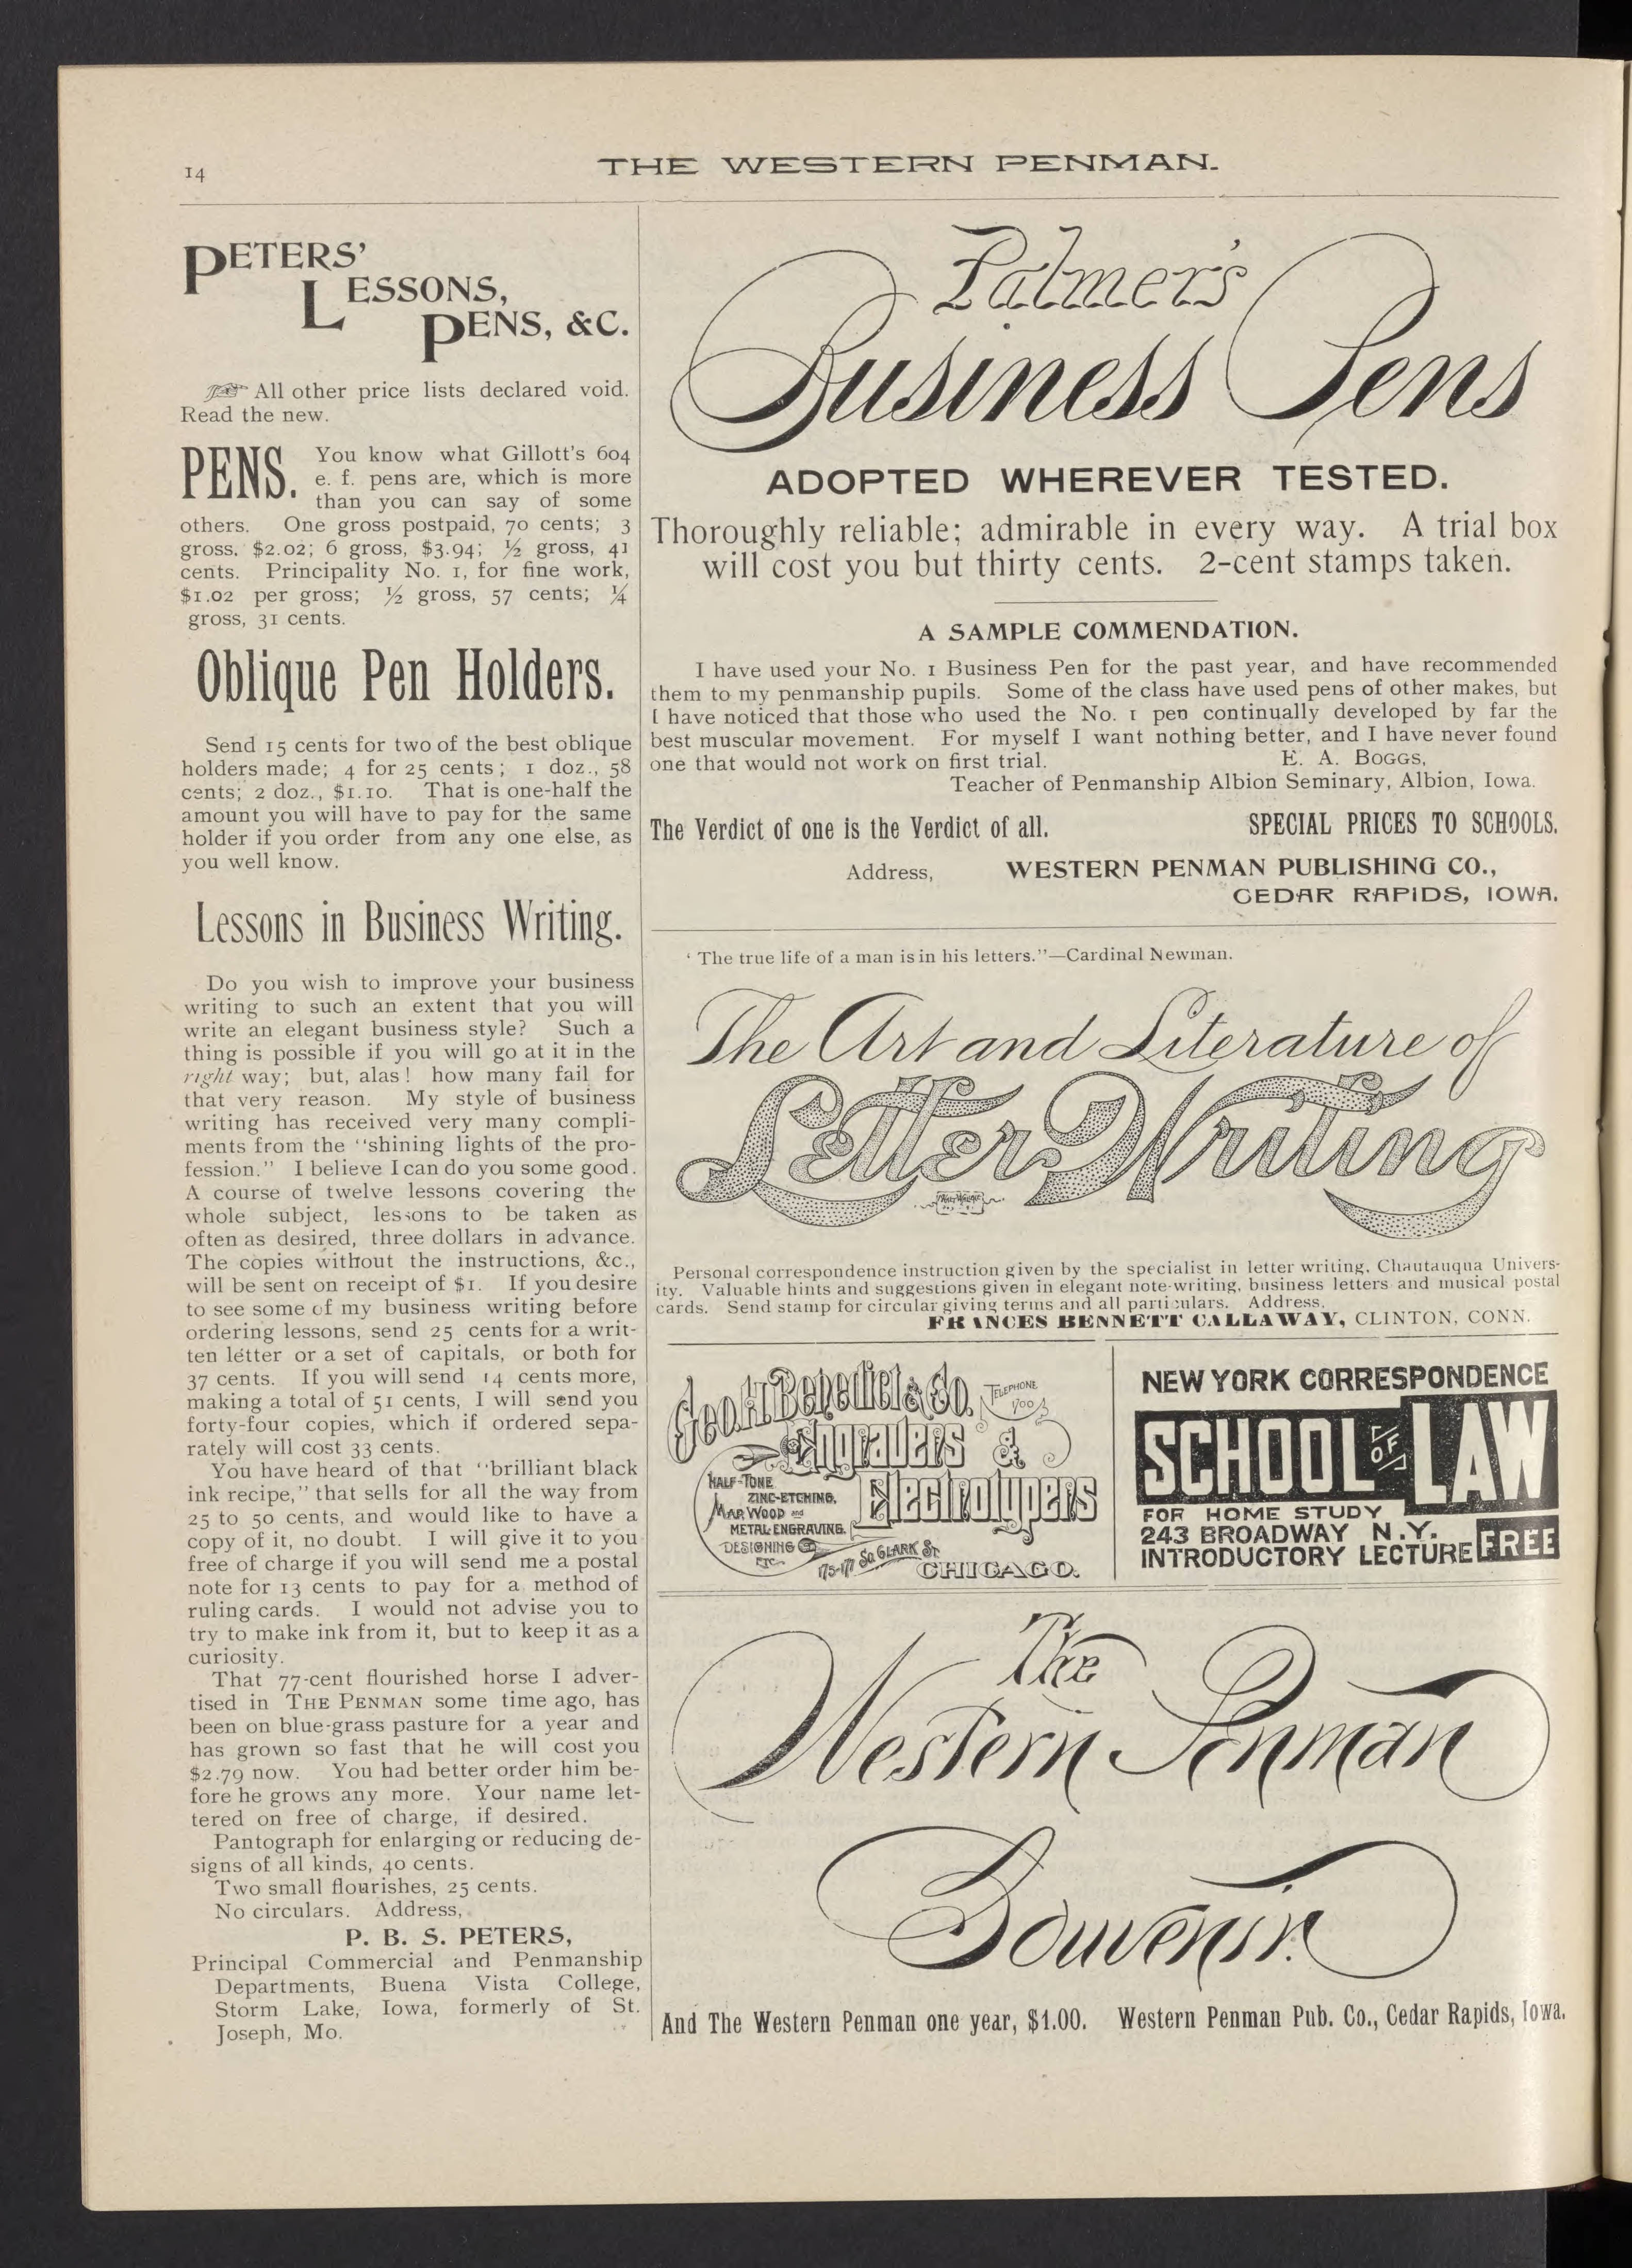 14
THE WESTERN PENMAN.
PETERS'
LESSONS,
PENS, &C.
All other price lists declared void.
Read the new.
PENS. You know what Gillott's 604
e. f. pens are, which is more
than you can say of some
others. One gross postpaid, 70 cents; 3
gross, $2.02; 6 gross, $3.94; ½ gross, 41
cents. Principality No. 1, for fine work,
$1.02 per gross; ½ gross, 57 cents; ¼
gross, 31 cents.
Oblique Pen Holders.
Send 15 cents for two of the best oblique
holders made; 4 for 25 cents; 1 doz., 58
cents; 2 doz., $1.10. That is one-half the
amount you will have to pay for the same
holder if you order from any one else, as
you well know.
Lessons in Business Writing.
Do you wish to improve your business
writing to such an extent that you will
write an elegant business style? Such a
thing is possible if you will go at it in the
right way; but, alas! how many fail for
that very reason. My style of business
writing has received very many compli-
ments from the "shining lights of the pro-
fession." I believe I can do you some good.
A course of twelve lessons covering the
whole subject, lessons to be taken as
often as desired, three dollars in advance.
The copies without the instructions, &c.,
will be sent on receipt of $1. If you desire
to see some of my business writing before
ordering lessons, send 25 cents for a writ-
ten letter or a set of capitals, or both for
37 cents. If you will send 14 cents more,
making a total of 51 cents, I will send you
forty-four copies, which if ordered sepa-
rately will cost 33 cents.
You have heard of that "brilliant black
ink recipe," that sells for all the way from
25 to 50 cents, and would like to have a
copy of it, no doubt. I will give it to you
free of charge if you will send me a postal
note for 13 cents to pay for a method of
ruling cards. I would not advise you to
try to make ink from it, but to keep it as a
curiosity.
That 77-cent flourished horse I adver-
tised in THE PENMAN some time ago, has
been on blue-grass pasture for a year and
has grown so fast that he will cost you
$2.79 now. You had better order him be-
fore he grows any more. Your name let-
tered on free of charge, if desired.
Pantograph for enlarging or reducing de-
signs of all kinds, 40 cents.
Two small flourishes, 25 cents.
No circulars. Address,
P. B. S. PETERS,
Principal Commercial and Penmanship
Departments, Buena Vista College,
Storm Lake, Iowa, formerly of St.
Joseph, Mo.
Palmer's
Business Pens
ADOPTED WHEREVER TESTED.
Thoroughly reliable; admirable in every way. A trial box
will cost you but thirty cents. 2-cent stamps taken.
A SAMPLE COMMENDATION.
I have used your No. 1 Business Pen for the past year, and have recommended
them to my penmanship pupils. Some of the class have used pens of other makes, but
I have noticed that those who used the No. 1 pen continually developed by far the
best muscular movement. For myself I want nothing better, and I have never found
one that would not work on first trial. E. A. BOGGS,
Teacher of Penmanship Albion Seminary, Albion, Iowa.
The Verdict of one is the Verdict of all. SPECIAL PRICES TO SCHOOLS.
Address, WESTERN PENMAN PUBLISHING CO.,
CEDAR RAPIDS, IOWA.
' The true life of a man is in his letters."—Cardinal Newman.
The Art and Literature of
Letter Writing
Personal correspondence instruction given by the specialist in letter writing, Chautauqua Univers-
ity. Valuable hints and suggestions given in elegant note-writing, business letters and musical postal
cards. Send stamp for circular giving terms and all particulars. Address,
FRANCES BENNETT CALLAWAY, CLINTON, CONN.
Geo. H. Benedict & Co.
TELEPHONE
1700
Engravers &
Electrotypers
HALF-TONE
ZINC-ETCHING,
MAP, WOOD and
METAL ENGRAVING.
DESIGNING
ETC.
175-177 So. CLARK St.
CHICAGO.
NEW YORK CORRESPONDENCE
SCHOOL OF LAW
FOR HOME STUDY
243 BROADWAY N.Y.
INTRODUCTORY LECTURE FREE
The
Western Penman
Souvenir.
And The Western Penman one year, $1.00. Western Penman Pub. Co., Cedar Rapids, Iowa.